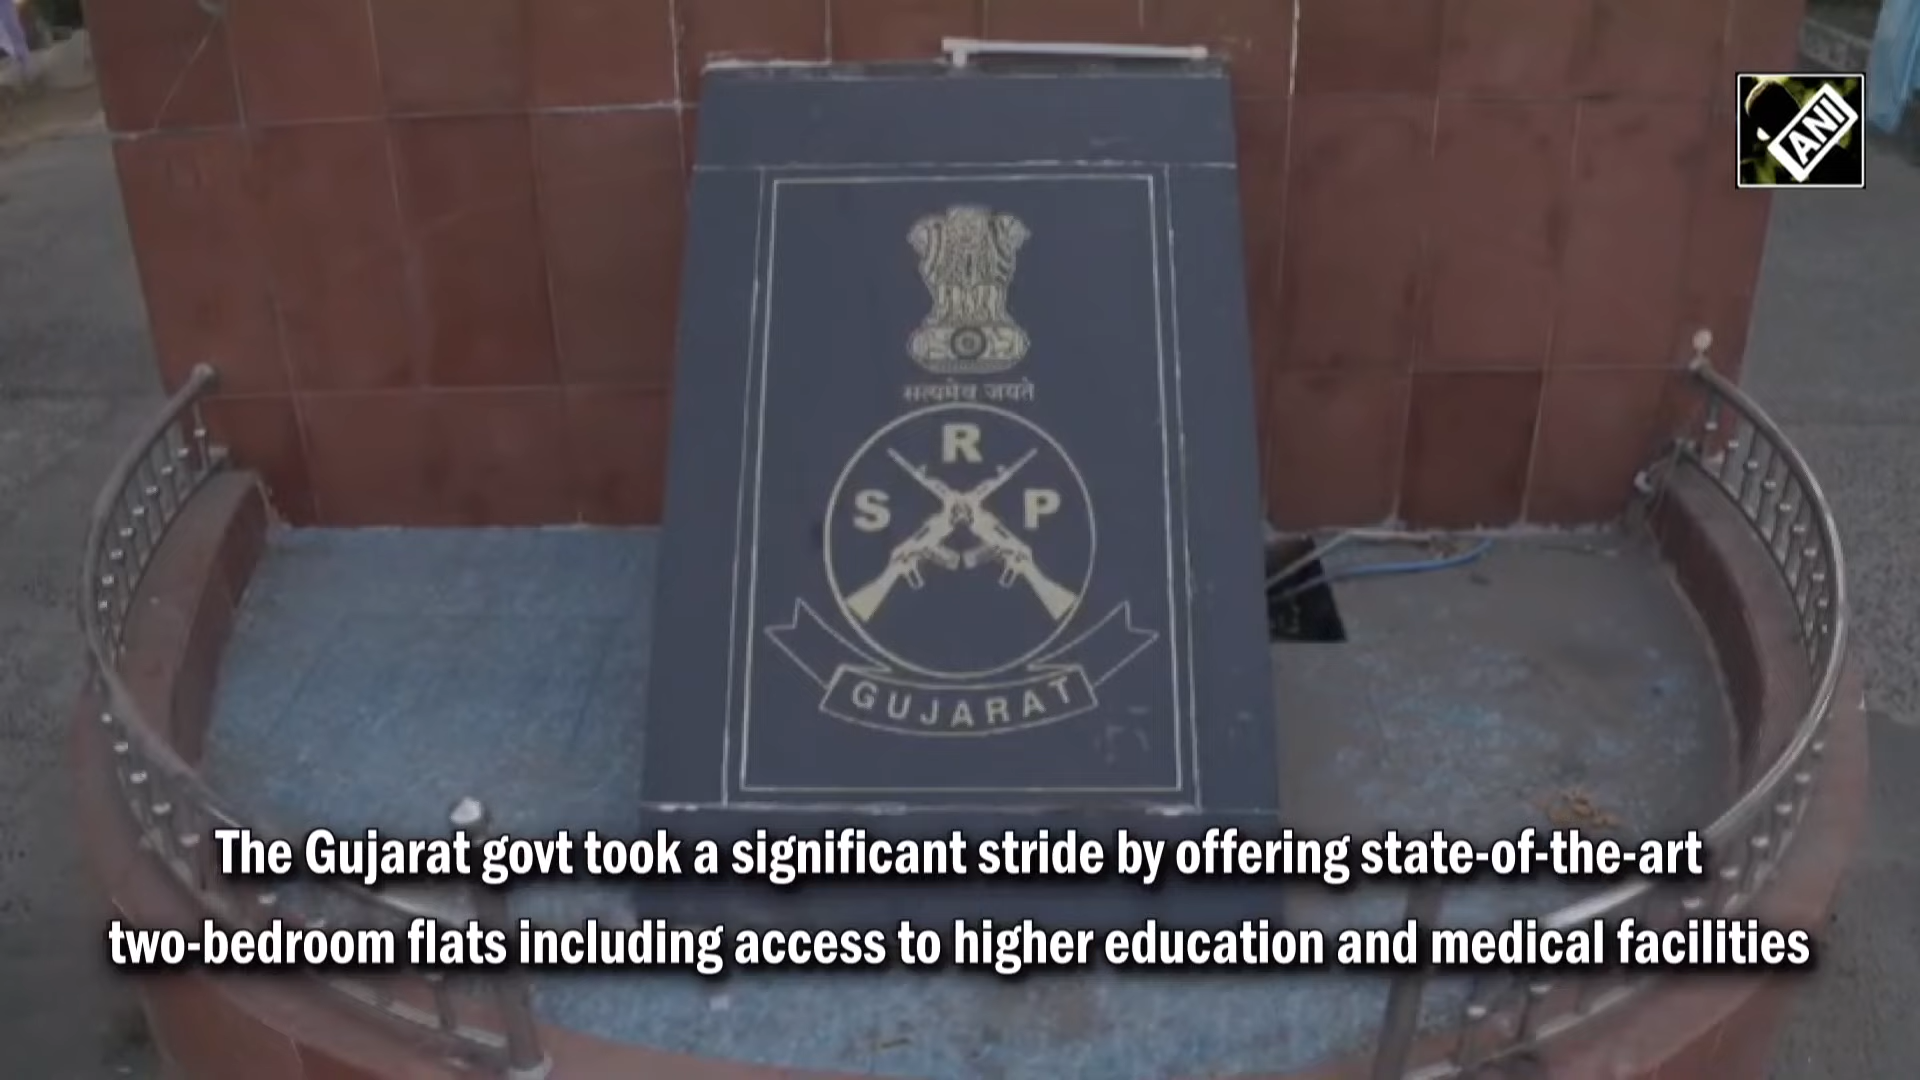 ANI
सत्यमेव जयते
R
S P
GUJARAT
The Gujarat govt took a significant stride by offering state-of-the-art
two-bedroom flats including access to higher education and medical facilities